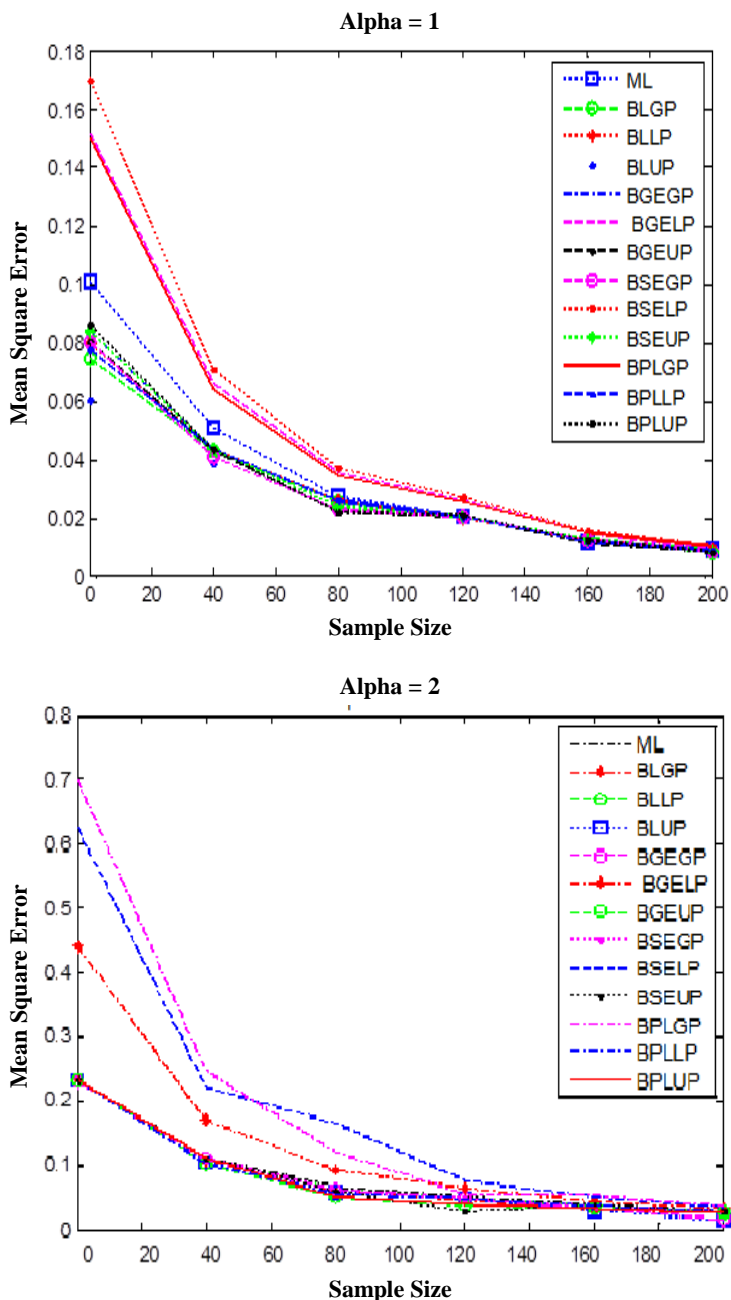 Alpha = 1
0.18
0.16
0.14
0.12
0.1
0.08
0.06
0.04
0.02
0
Mean Square Error
ML
BLGP
BLLP
BLUP
BGEGP
BGELP
BGEUP
BSEGP
BSELP
BSEUP
BPLGP
BPLLP
BPLUP
0 20 40 60 80 100 120 140 160 180 200
Sample Size
Alpha = 2
0.8
0.7
0.6
0.5
0.4
0.3
0.2
0.1
0
Mean Square Error
ML
BLGP
BLLP
BLUP
BGEGP
BGELP
BGEUP
BSEGP
BSELP
BSEUP
BPLGP
BPLLP
BPLUP
0 20 40 60 80 100 120 140 160 180 200
Sample Size